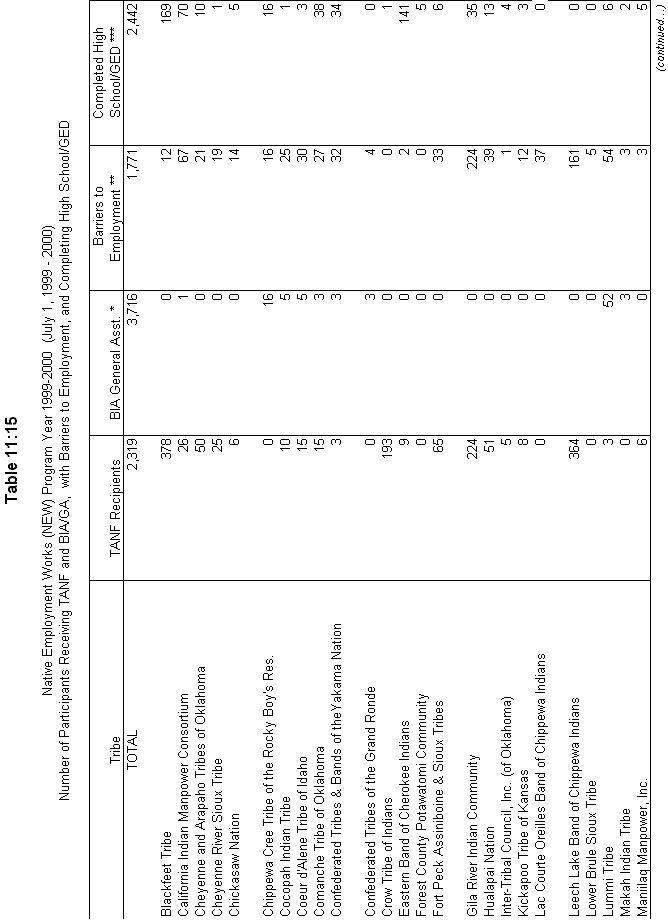 Table 11:15
Native Employment Works (NEW) Program Year 1999-2000 (July 1, 1999 - 2000)
Number of Participants Receiving TANF and BIA/GA, with Barriers to Employment, and Completing High School/GED
Tribe TANF Recipients BIA General Asst. * Barriers to Employment ** Completed High School/GED ***
TOTAL 2,319 3,716 1,771 2,442
Blackfeet Tribe 378 0 12 169
California Indian Manpower Consortium 26 1 67 70
Cheyenne and Arapaho Tribes of Oklahoma 50 0 21 10
Cheyenne River Sioux Tribe 25 0 19 1
Chickasaw Nation 6 0 14 5
Chippewa Cree Tribe of the Rocky Boy's Res. 0 16 16 16
Cocopah Indian Tribe 10 5 25 1
Coeur d'Alene Tribe of Idaho 15 5 30 3
Comanche Tribe of Oklahoma 15 3 27 38
Confederated Tribes & Bands of theYakama Nation 3 3 32 34
Confederated Tribes of the Grand Ronde 0 3 4 0
Crow Tribe of Indians 193 0 0 1
Eastern Band of Cherokee Indians 9 0 2 141
Forest County Potawatomi Community 0 0 0 5
Fort Peck Assiniboine & Sioux Tribes 65 0 33 6
Gila River Indian Community 224 0 224 35
Hualapai Nation 51 0 39 13
Inter-Tribal Council, Inc. (of Oklahoma) 5 0 1 4
Kickapoo Tribe of Kansas 8 0 12 3
Lac Courte Oreilles Band of Chippewa Indians 0 0 37 0
Leech Lake Band of Chippewa Indians 364 0 161 0
Lower Brule Sioux Tribe 0 0 5 0
Lummi Tribe 3 52 54 6
Makah Indian Tribe 0 3 3 2
Maniilaq Manpower, Inc. 6 0 3 5
(continued...)